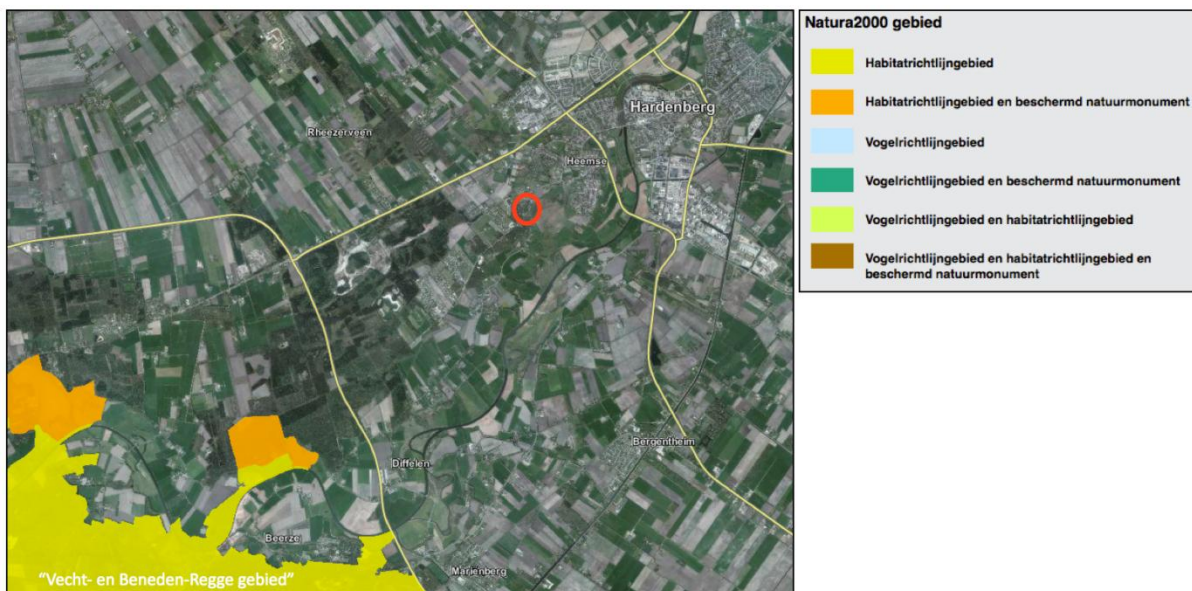 Rheezerveen
Hardenberg
Heemse
Bergentheim
Diffelen
Beerze
Marienberg
"Vecht- en Beneden-Regge gebied"
Natura2000 gebied
Habitatrichtlijngebied
Habitatrichtlijngebied en beschermd natuurmonument
Vogelrichtlijngebied
Vogelrichtlijngebied en beschermd natuurmonument
Vogelrichtlijngebied en habitatrichtlijngebied
Vogelrichtlijngebied en habitatrichtlijngebied en
beschermd natuurmonument